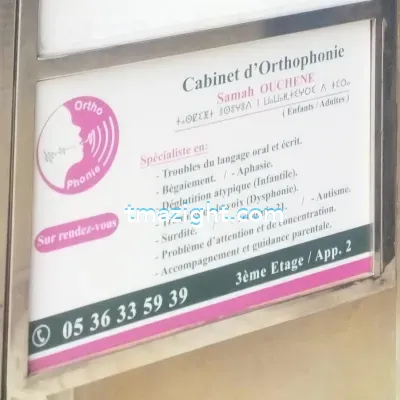 Ortho
Phonie
Cabinet d'Orthophonie
Samah OUCHENE
( Enfants / Adultes )
Spécialiste en:
- Troubles du langage oral et écrit.
- Bégaiement. / - Aphasie.
- Déglutition atypique (Infantile).
voix (Dysphonie).
/ - Autisme.
- Surdité.
- Problème d'attention et de concentration.
- Accompagnement et guidance parentale.
Sur rendez-vous
tmazight.com
3ème Etage / App. 2
05 36 33 59 39